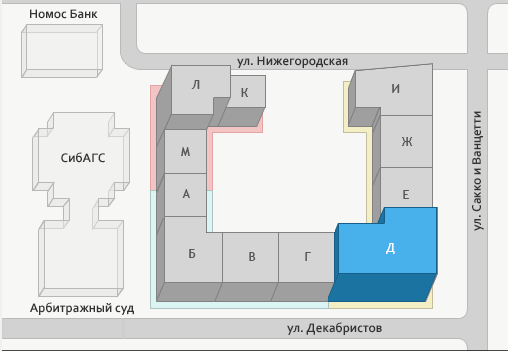 Номос Банк
ул. Нижегородская
Л
К
И
ул. Сакко и Ванцетти
М
Ж
СибАГС
А
Е
Б
В
Г
Д
Арбитражный суд
ул. Декабристов